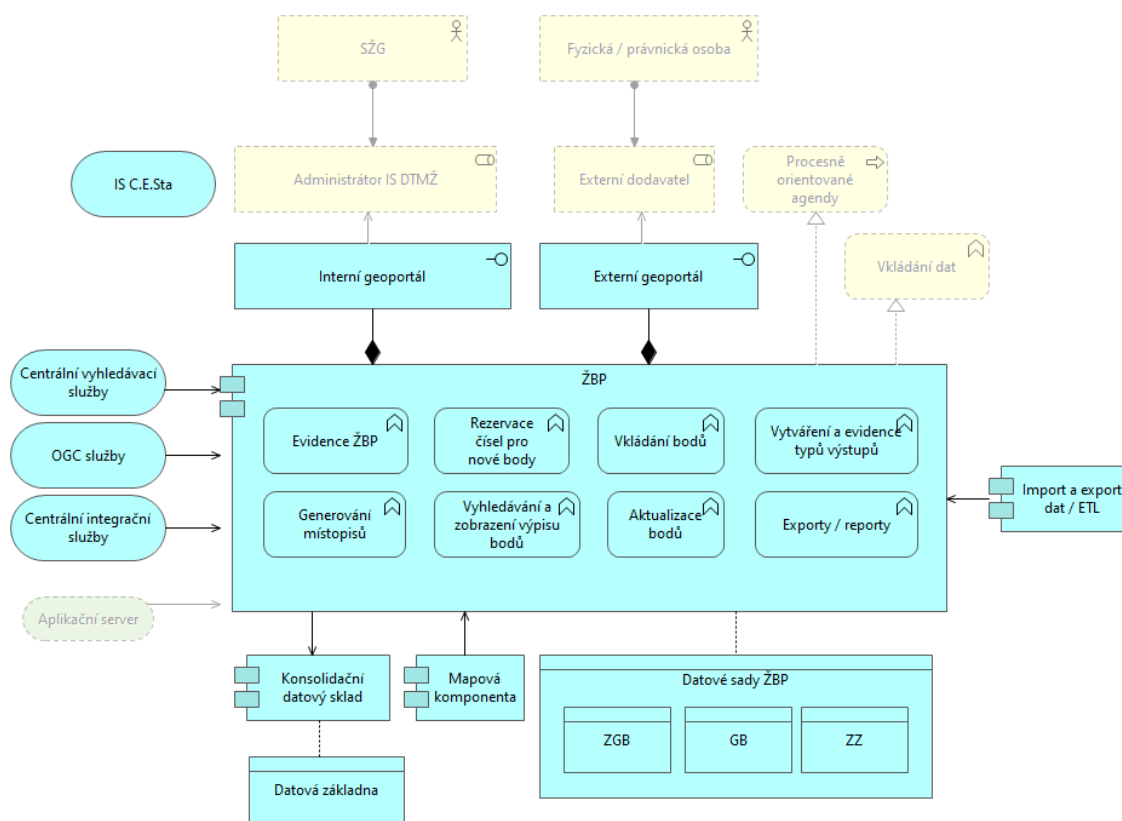 SŽG
Fyzická / právnická osoba
IS C.E.Sta
Administrátor IS DTMŽ
Externí dodavatel
Procesně
orientované
agendy
Vkládání dat
Interní geoportál
Externí geoportál
Centrální vyhledávací
služby
OGC služby
Centrální integrační
služby
Aplikační server
ŽBP
Evidence ŽBP
Rezervace
čísel pro
nové body
Vkládání bodů
Vytváření a evidence
typů výstupů
Generování
místopisů
Vyhledávání a
zobrazení výpisu
bodů
Aktualizace
bodů
Exporty / reporty
Import a export
dat / ETL
Konsolidační
datový sklad
Mapová
komponenta
Datové sady ŽBP
ZGB
GB
ZZ
Datová základna